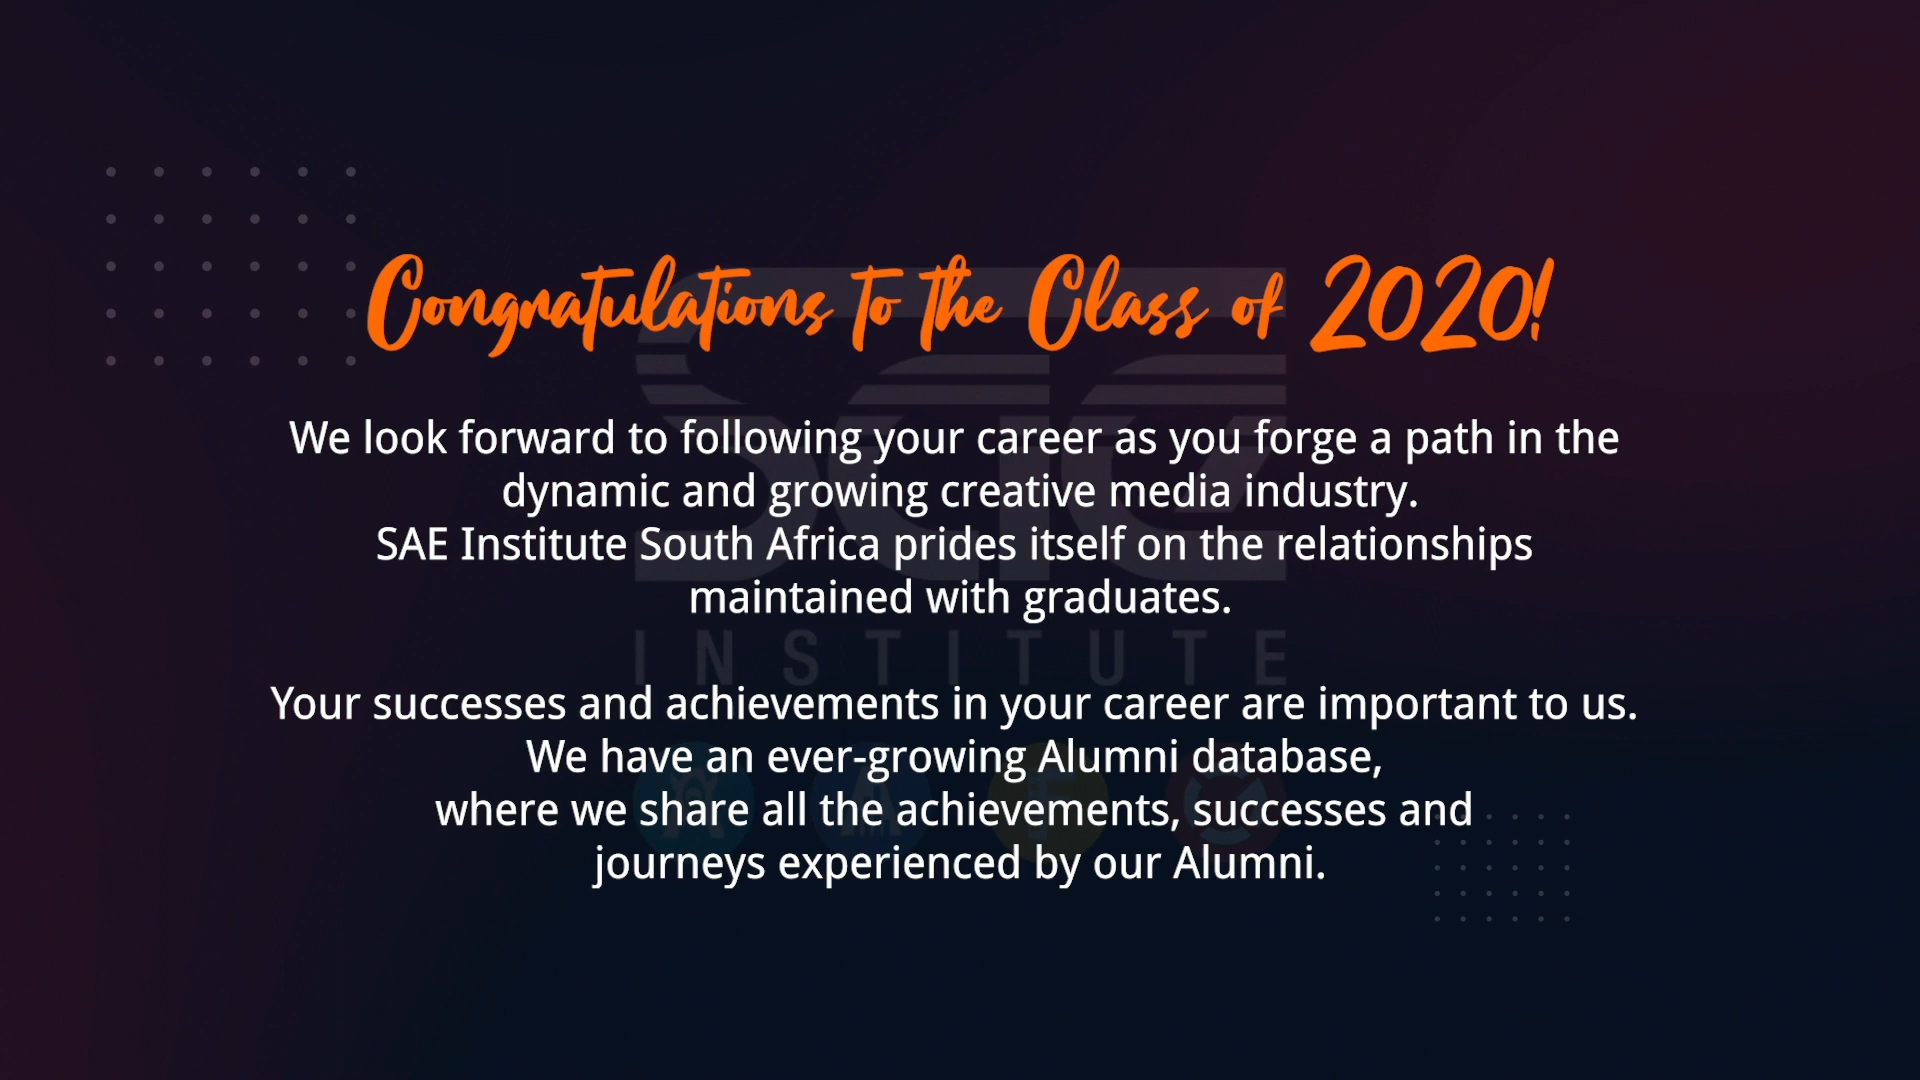 Congratulations to the Class of 2020!
We look forward to following your career as you forge a path in the
dynamic and growing creative media industry.
SAE Institute South Africa prides itself on the relationships
maintained with graduates.
sae
INSTITUTE
Your successes and achievements in your career are important to us.
We have an ever-growing Alumni database,
where we share all the achievements, successes and
journeys experienced by our Alumni.